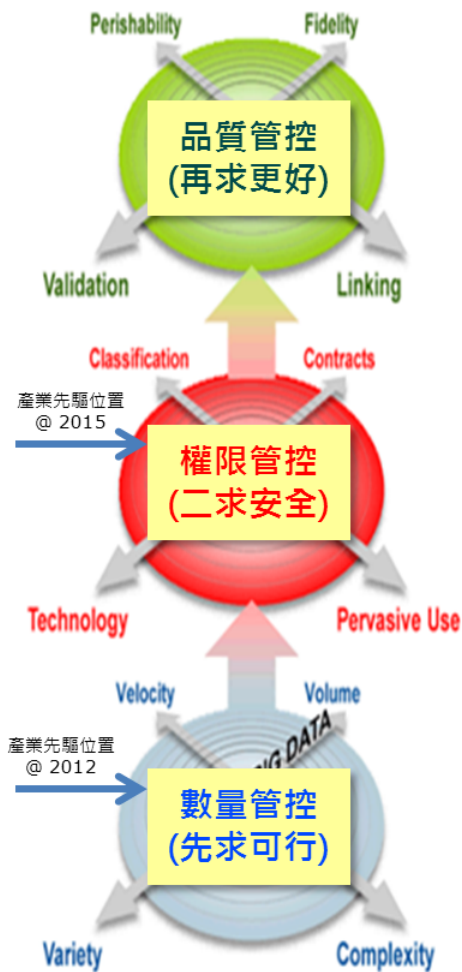 Perishability
Fidelity
品質管控
(再求更好)
Validation
Linking
Classification
Contracts
產業先驅位置
@ 2015
權限管控
(二求安全)
Technology
Pervasive Use
Velocity
Volume
DATA
產業先驅位置
@ 2012
數量管控
(先求可行)
Variety
Complexity